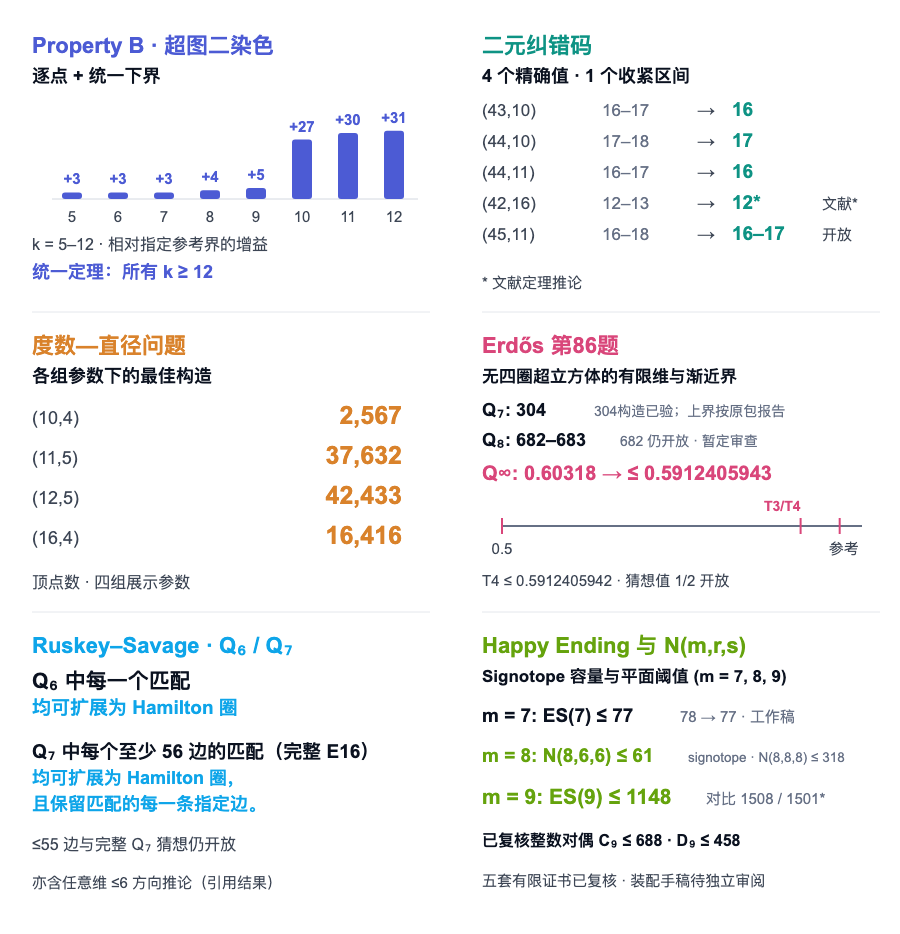 Property B · 超图二染色
逐点 + 统一下界
+3 +3 +3 +4 +5 +27 +30 +31
5 6 7 8 9 10 11 12
k = 5–12 · 相对指定参考界的增益
统一定理：所有 k ≥ 12
二元纠错码
4 个精确值 · 1 个收紧区间
(43,10) 16–17 → 16
(44,10) 17–18 → 17
(44,11) 16–17 → 16
(42,16) 12–13 → 12* 文献*
(45,11) 16–18 → 16–17 开放
* 文献定理推论
度数—直径问题
各组参数下的最佳构造
(10,4) 2,567
(11,5) 37,632
(12,5) 42,433
(16,4) 16,416
顶点数 · 四组展示参数
Erdős 第86题
无四圈超立方体的有限维与渐近界
Q₇: 304 304构造已验；上界按原包报告
Q₈: 682–683 682 仍开放 · 暂定审查
Q∞: 0.60318 → ≤ 0.5912405943
T3/T4
0.5 参考
T4 ≤ 0.5912405942 · 猜想值 1/2 开放
Ruskey–Savage · Q₆ / Q₇
Q₆ 中每一个匹配
均可扩展为 Hamilton 圈
Q₇ 中每个至少 56 边的匹配（完整 E16）
均可扩展为 Hamilton 圈，
且保留匹配的每一条指定边。
≤55 边与完整 Q₇ 猜想仍开放
亦含任意维 ≤6 方向推论（引用结果）
Happy Ending 与 N(m,r,s)
Signotope 容量与平面阈值 (m = 7, 8, 9)
m = 7: ES(7) ≤ 77 78 → 77 · 工作稿
m = 8: N(8,6,6) ≤ 61 signotope · N(8,8,8) ≤ 318
m = 9: ES(9) ≤ 1148 对比 1508 / 1501*
已复核整数对偶 C₉ ≤ 688 · D₉ ≤ 458
五套有限证书已复核 · 装配手稿待独立审阅